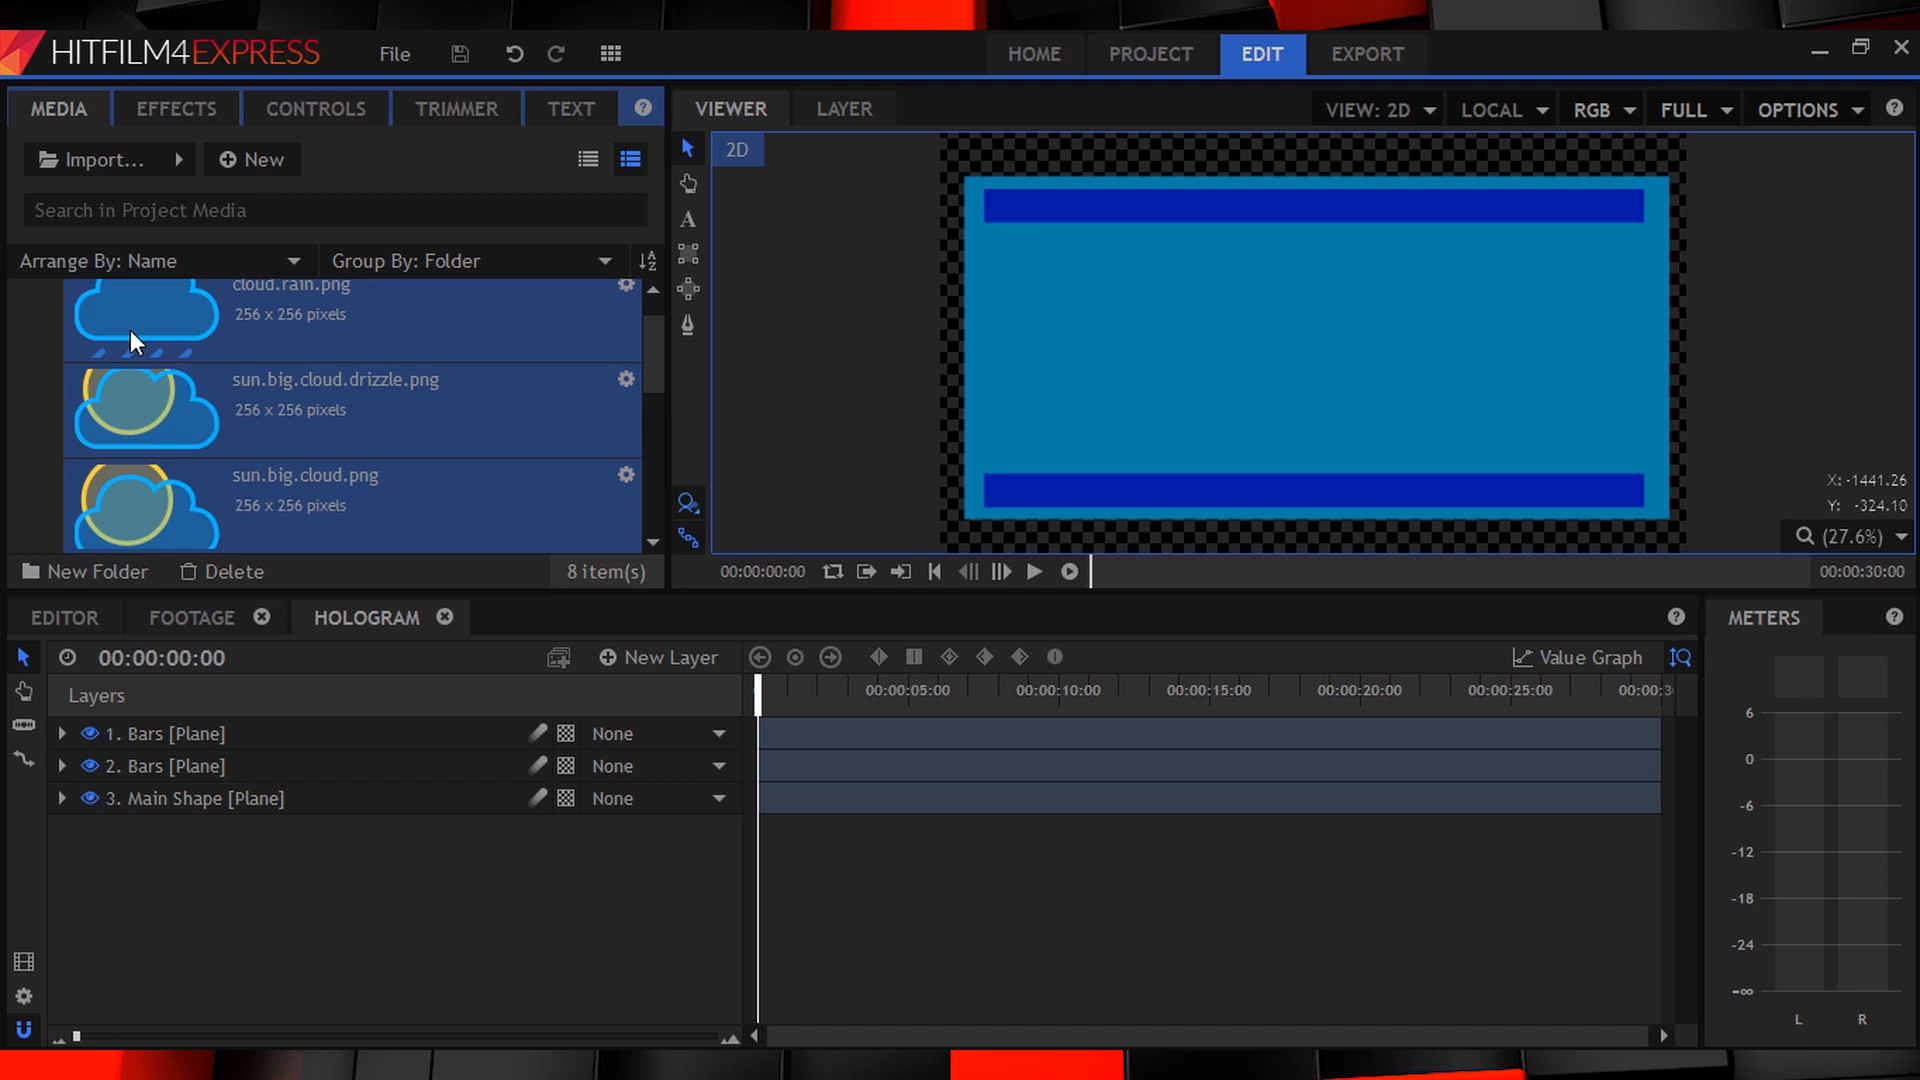 HITFILM4EXPRESS
File
HOME
PROJECT
EDIT
EXPORT
MEDIA
EFFECTS
CONTROLS
TRIMMER
TEXT
VIEWER
LAYER
VIEW: 2D
LOCAL
RGB
FULL
OPTIONS
Import...
New
2D
Search in Project Media
Arrange By: Name
Group By: Folder
cloud.rain.png
256 x 256 pixels
sun.big.cloud.drizzle.png
256 x 256 pixels
sun.big.cloud.png
256 x 256 pixels
X: -1441.26
Y: -324.10
(27.6%)
New Folder
Delete
8 item(s)
00:00:00:00
00:00:30:00
EDITOR
FOOTAGE
HOLOGRAM
METERS
00:00:00:00
New Layer
Value Graph
Layers
00:00:05:00
00:00:10:00
00:00:15:00
00:00:20:00
00:00:25:00
00:00:3
1. Bars [Plane]
None
2. Bars [Plane]
None
3. Main Shape [Plane]
None
6
0
-6
-12
-18
-24
-∞
L
R